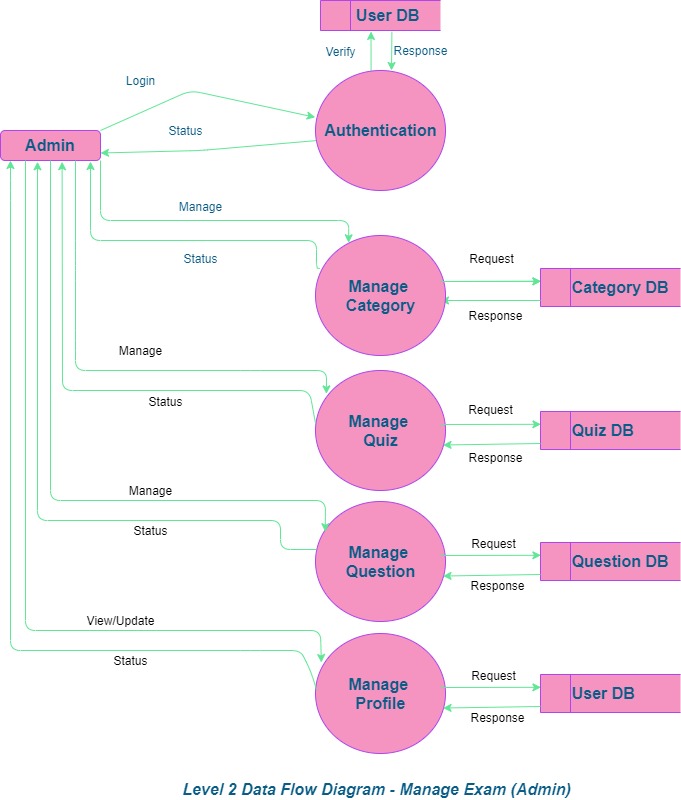 User DB
Verify
Response
Login
Authentication
Status
Admin
Manage
Status
Manage
Category
Request
Category DB
Response
Manage
Status
Manage
Quiz
Request
Quiz DB
Response
Manage
Status
Manage
Question
Request
Question DB
Response
View/Update
Status
Manage
Profile
Request
User DB
Response
Level 2 Data Flow Diagram - Manage Exam (Admin)